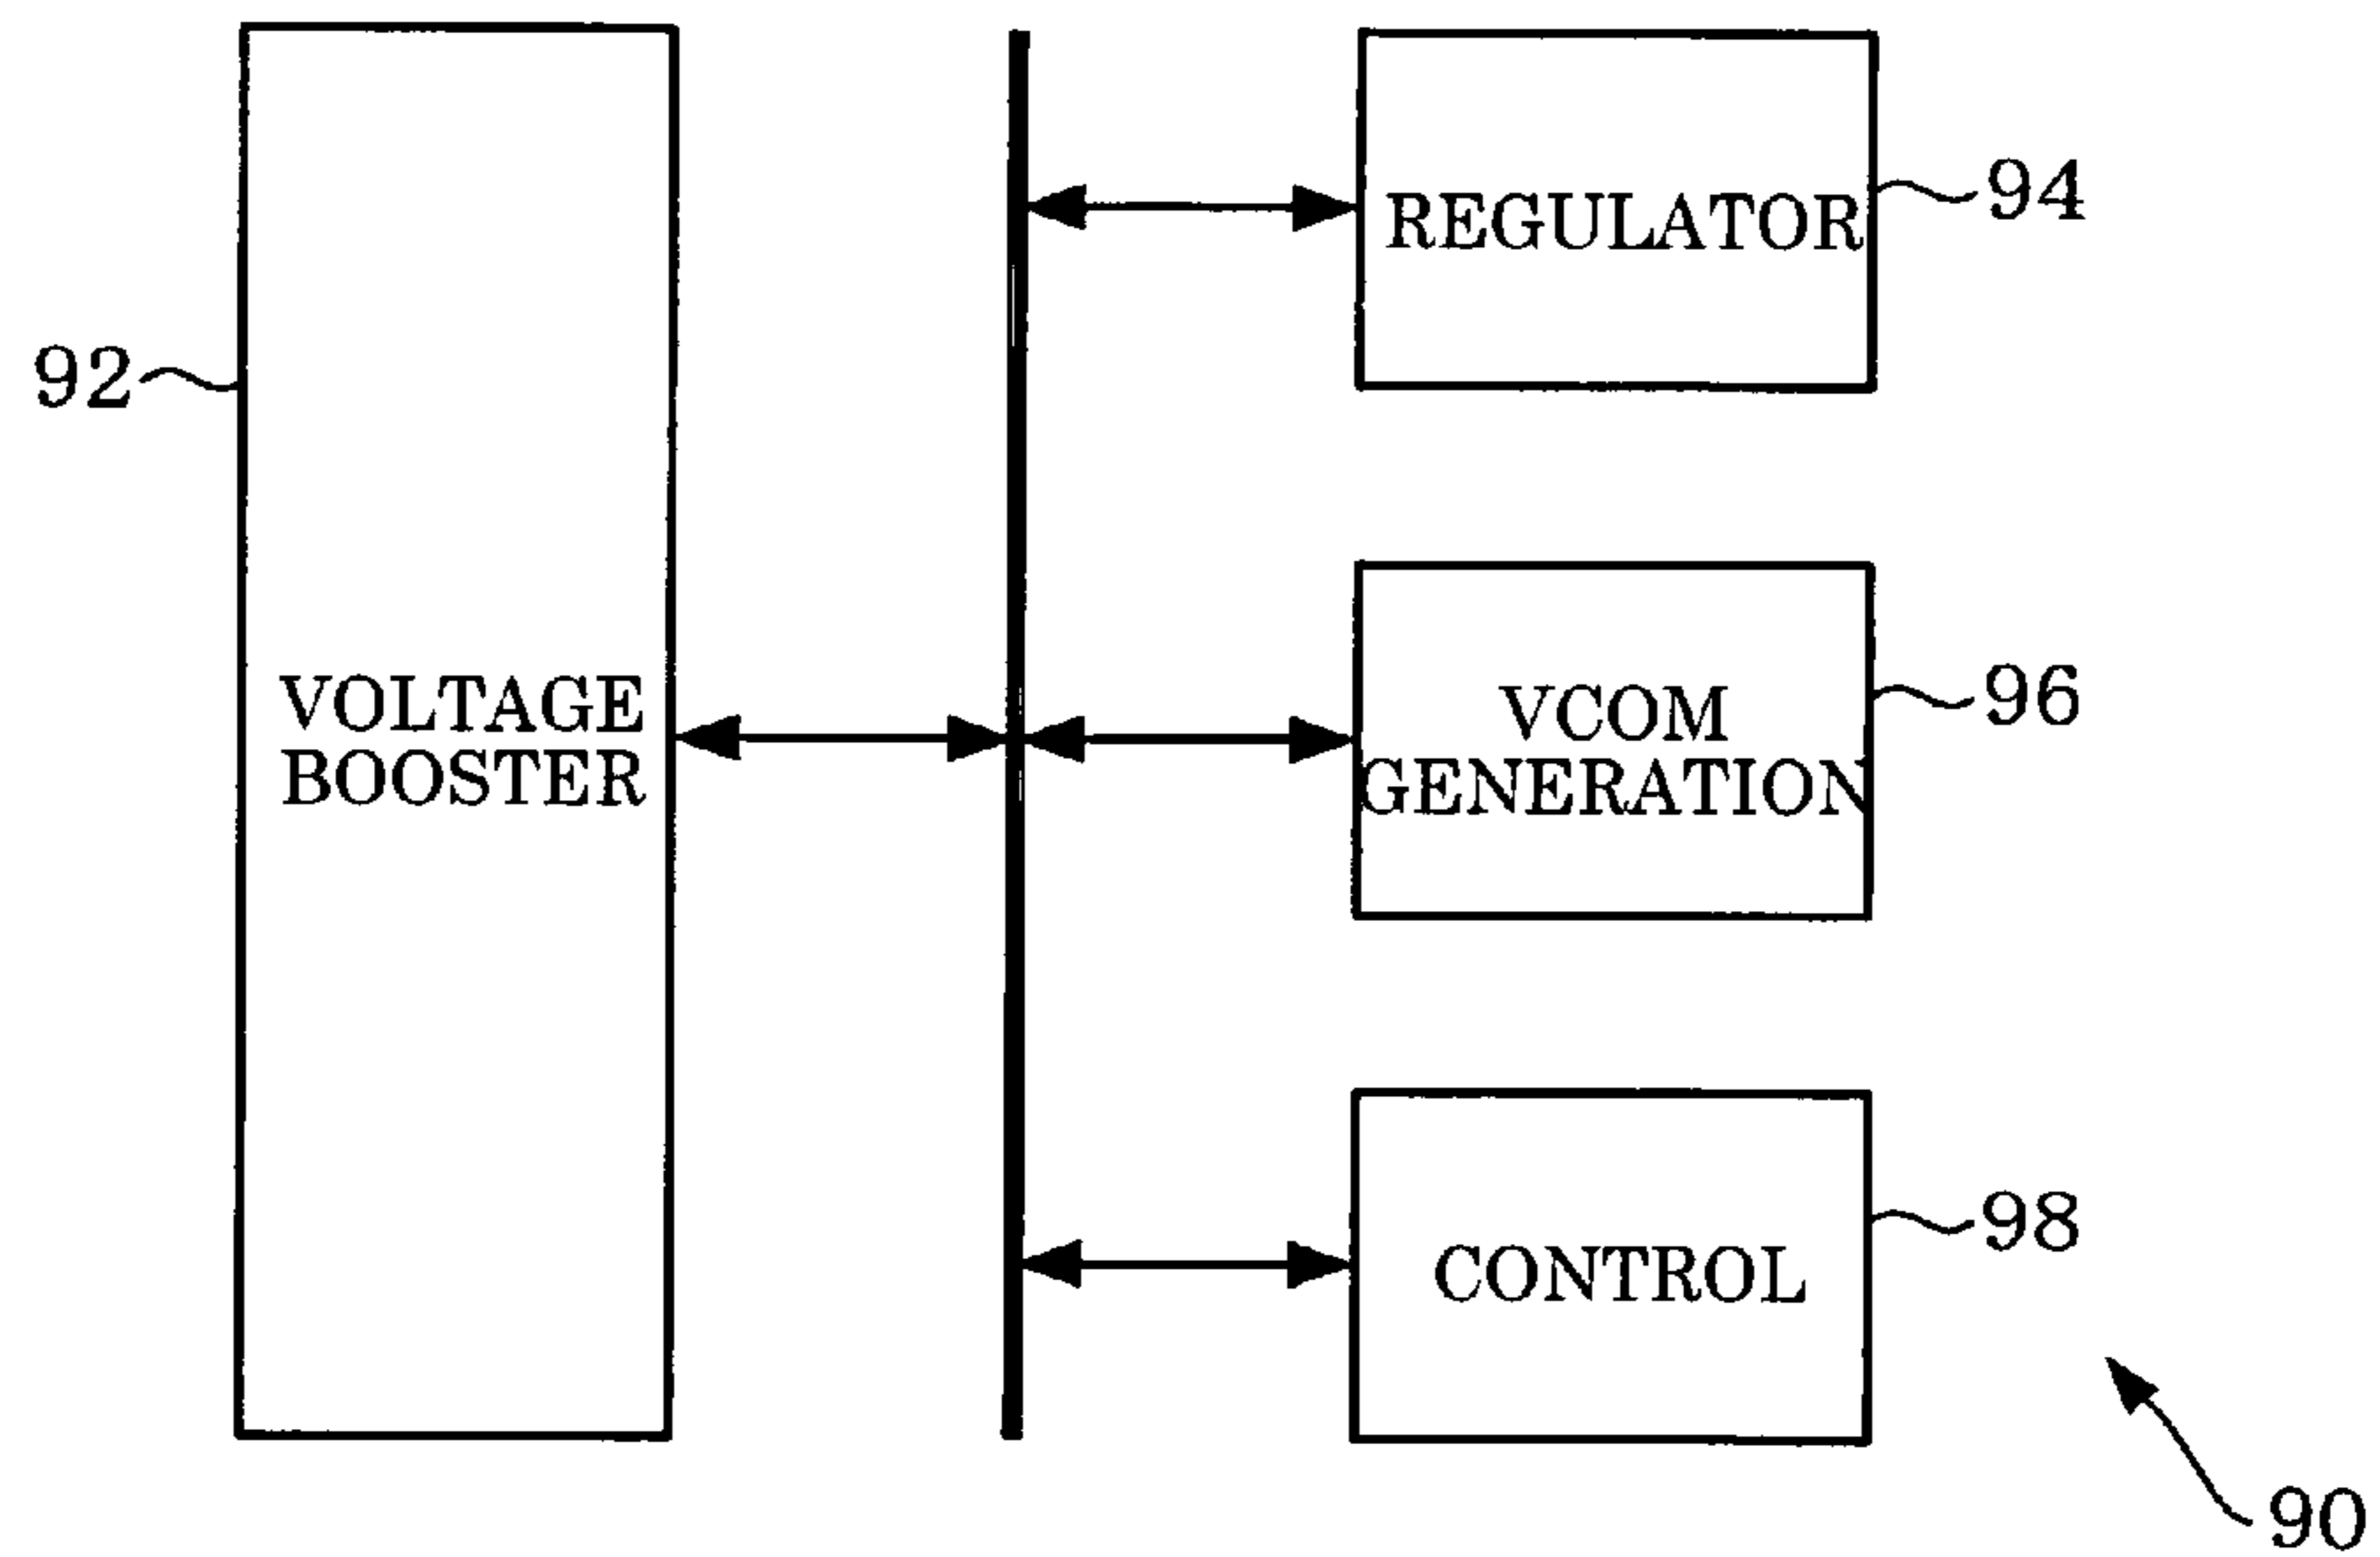 92
VOLTAGE
BOOSTER
REGULATOR
94
VCOM
GENERATION
96
CONTROL
98
90